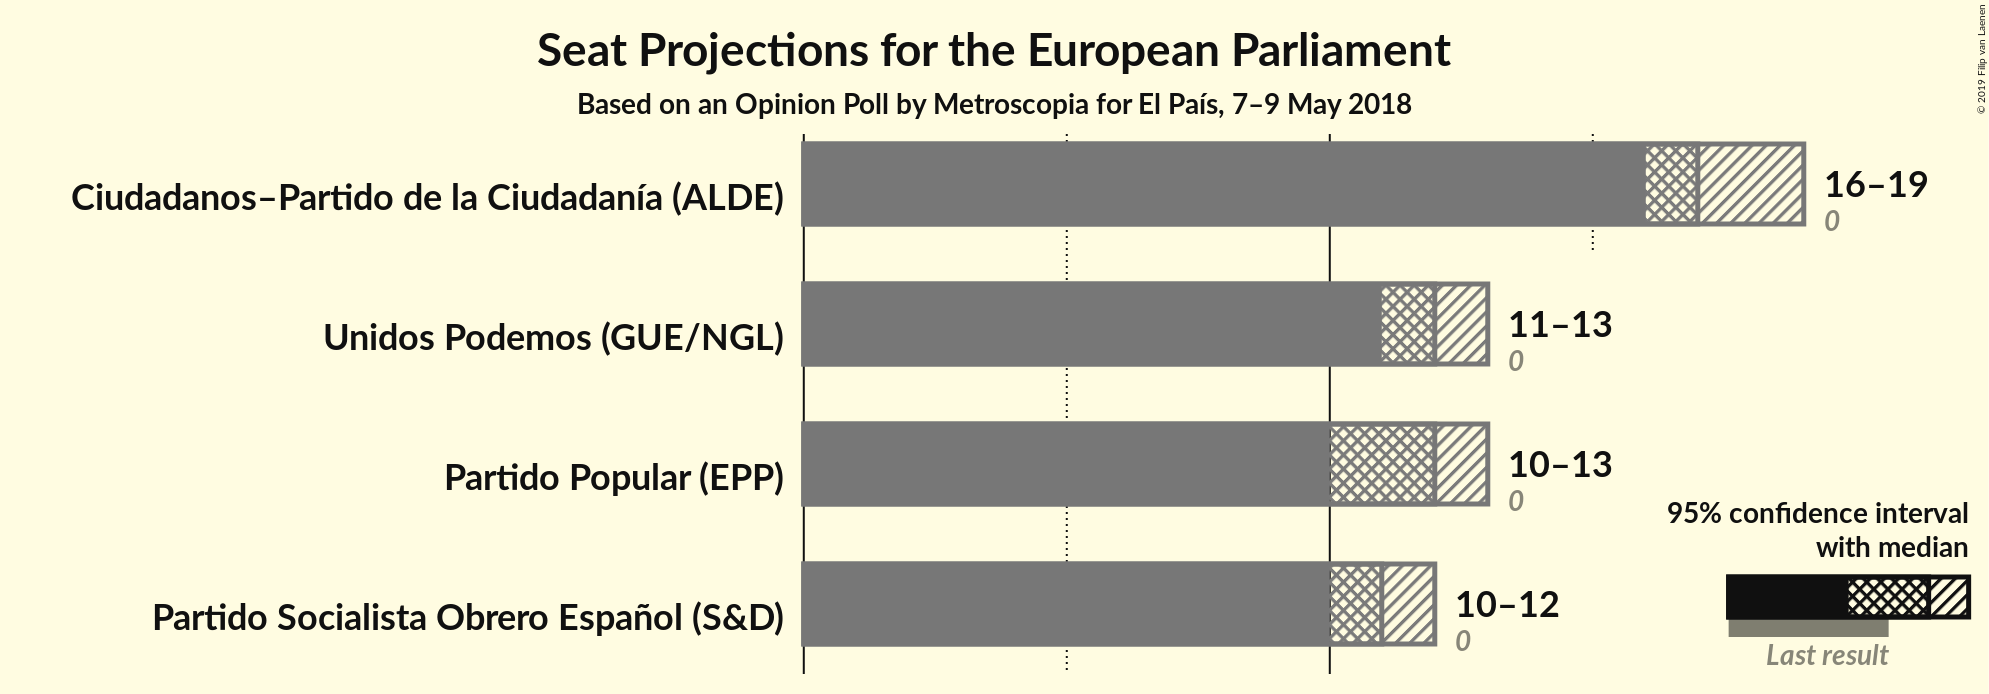 Seat Projections for the European Parliament
Based on an Opinion Poll by Metroscopia for El País, 7–9 May 2018
© 2019 Filip van Laenen
Ciudadanos–Partido de la Ciudadanía (ALDE)
16–19
0
Unidos Podemos (GUE/NGL)
11–13
0
Partido Popular (EPP)
10–13
0
Partido Socialista Obrero Español (S&D)
10–12
0
95% confidence interval
with median
Last result